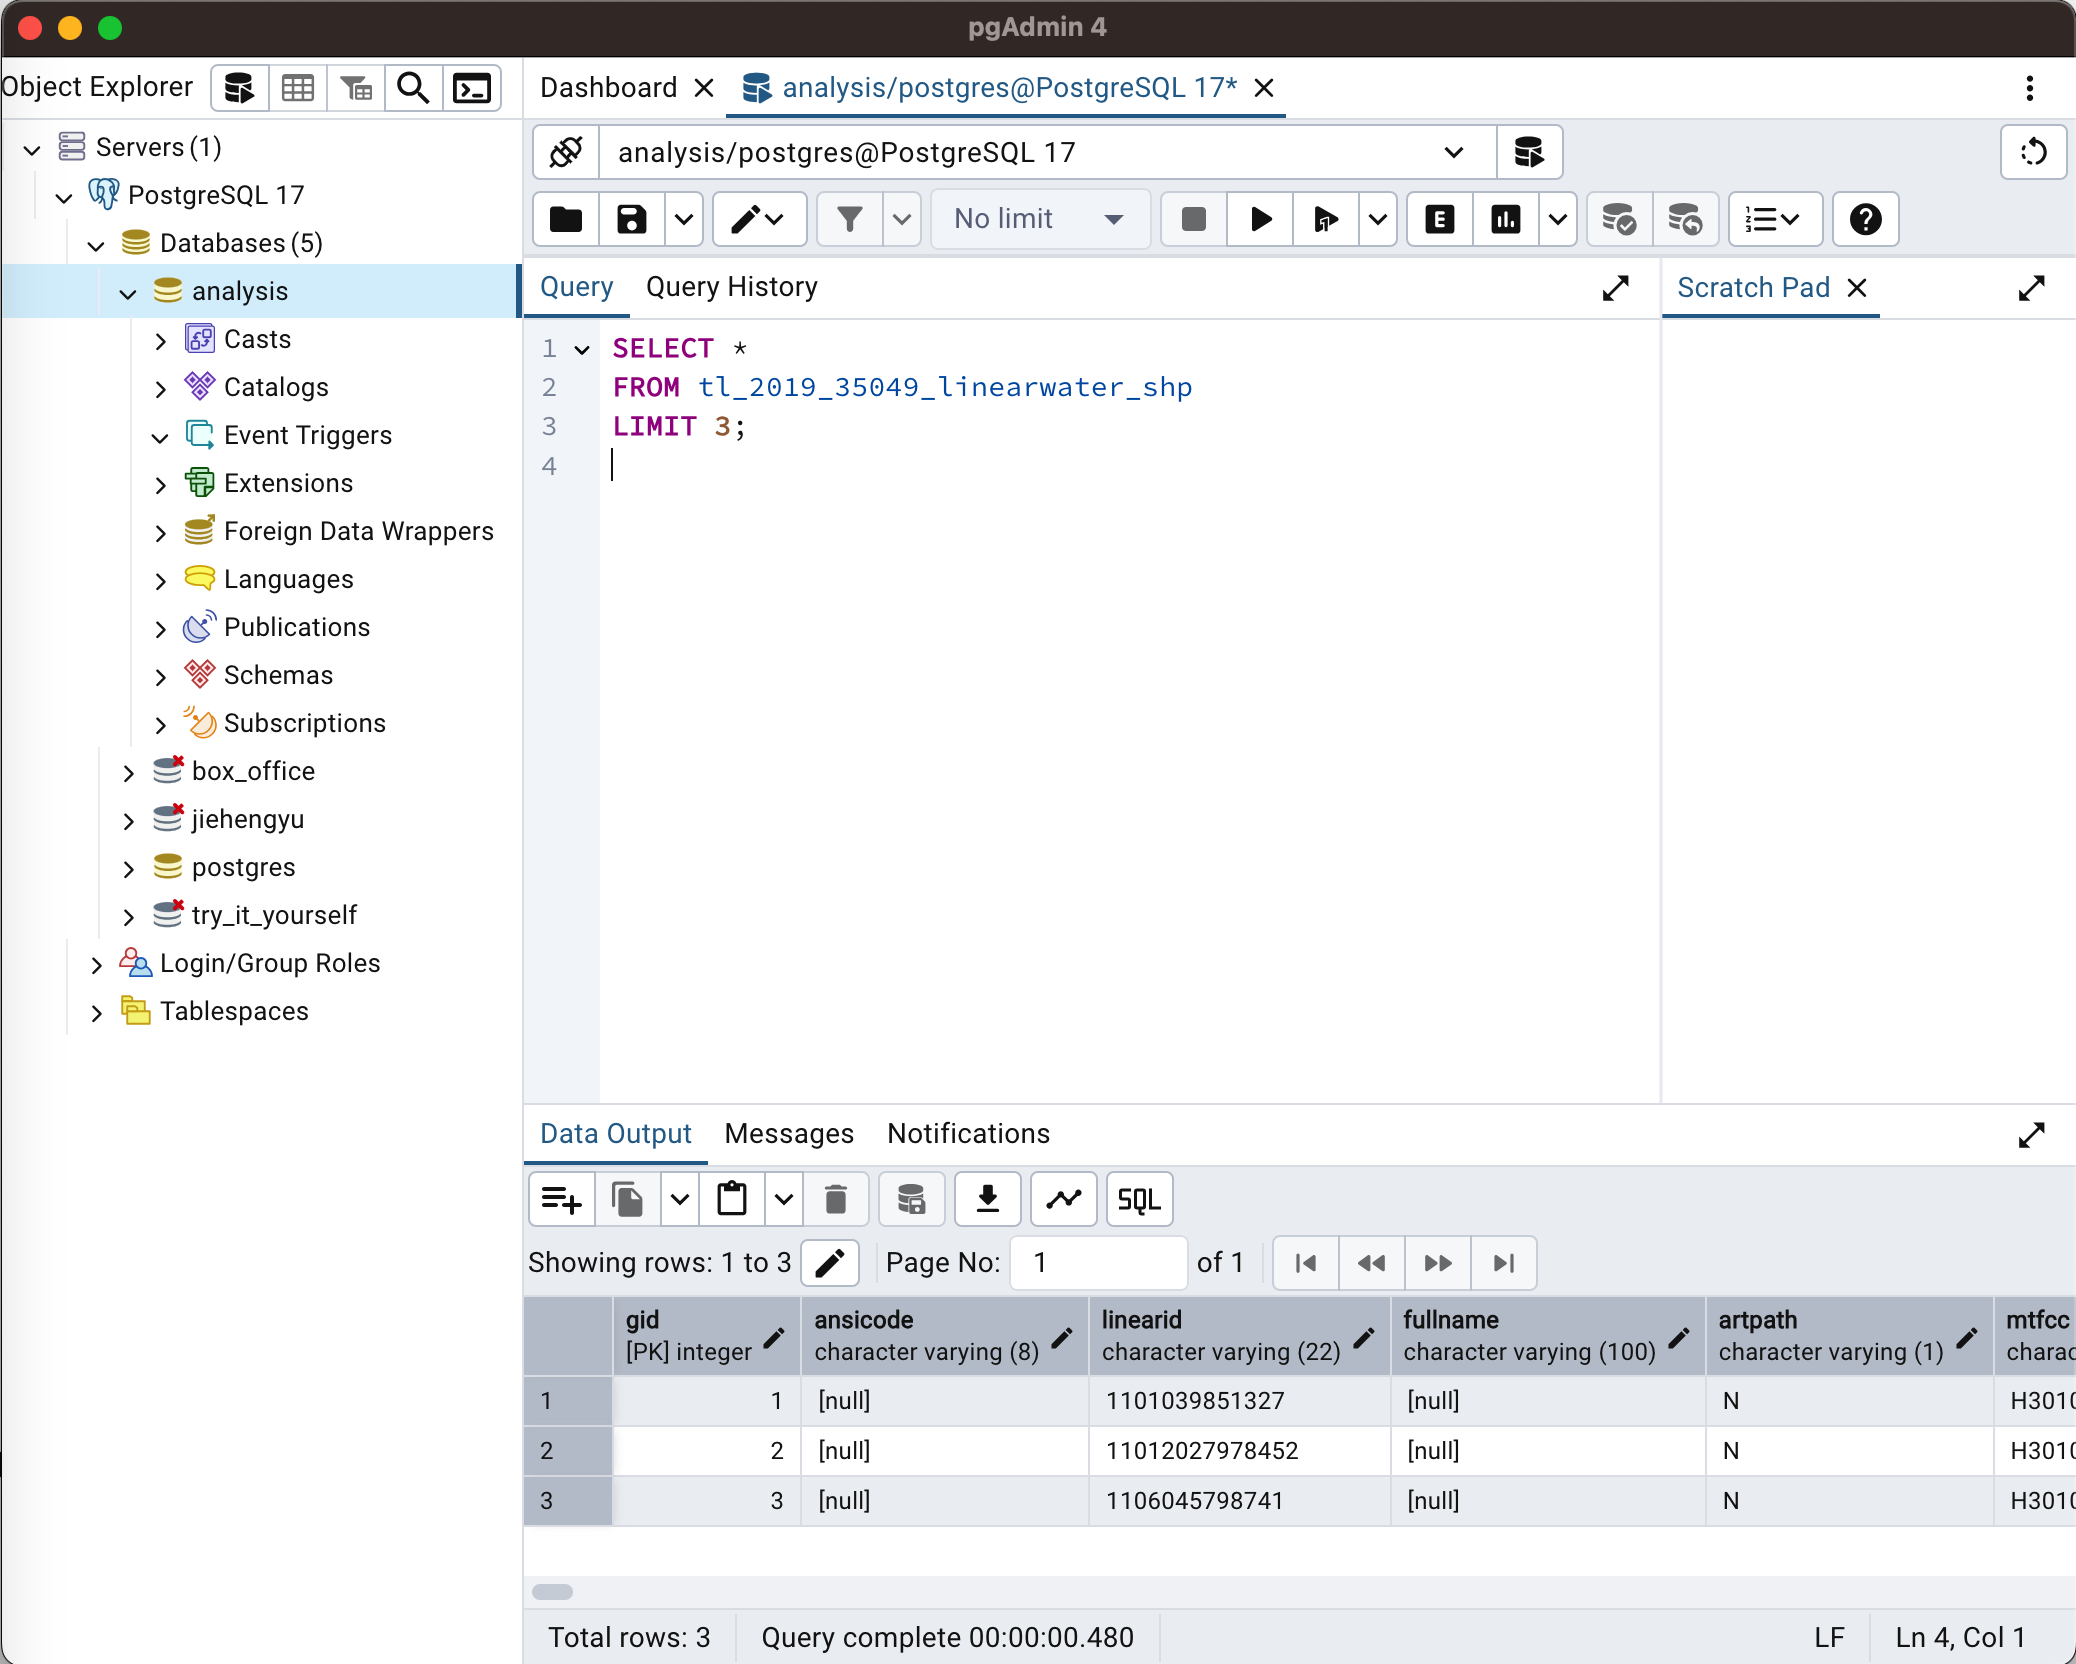 pgAdmin 4
Object Explorer
Dashboard
analysis/postgres@PostgreSQL 17*
Servers (1)
PostgreSQL 17
Databases (5)
analysis
Casts
Catalogs
Event Triggers
Extensions
Foreign Data Wrappers
Languages
Publications
Schemas
Subscriptions
box_office
jiehengyu
postgres
try_it_yourself
Login/Group Roles
Tablespaces
analysis/postgres@PostgreSQL 17
No limit
E
Query Query History
Scratch Pad
1 SELECT *
2 FROM tl_2019_35049_linearwater_shp
3 LIMIT 3;
4
Data Output Messages Notifications
SQL
Showing rows: 1 to 3 Page No: 1 of 1
gid ansicode linearid fullname artpath mtfcc
[PK] integer character varying (8) character varying (22) character varying (100) character varying (1) charac
1 1 [null] 1101039851327 [null] N H3010
2 2 [null] 11012027978452 [null] N H3010
3 3 [null] 1106045798741 [null] N H3010
Total rows: 3 Query complete 00:00:00.480 LF Ln 4, Col 1